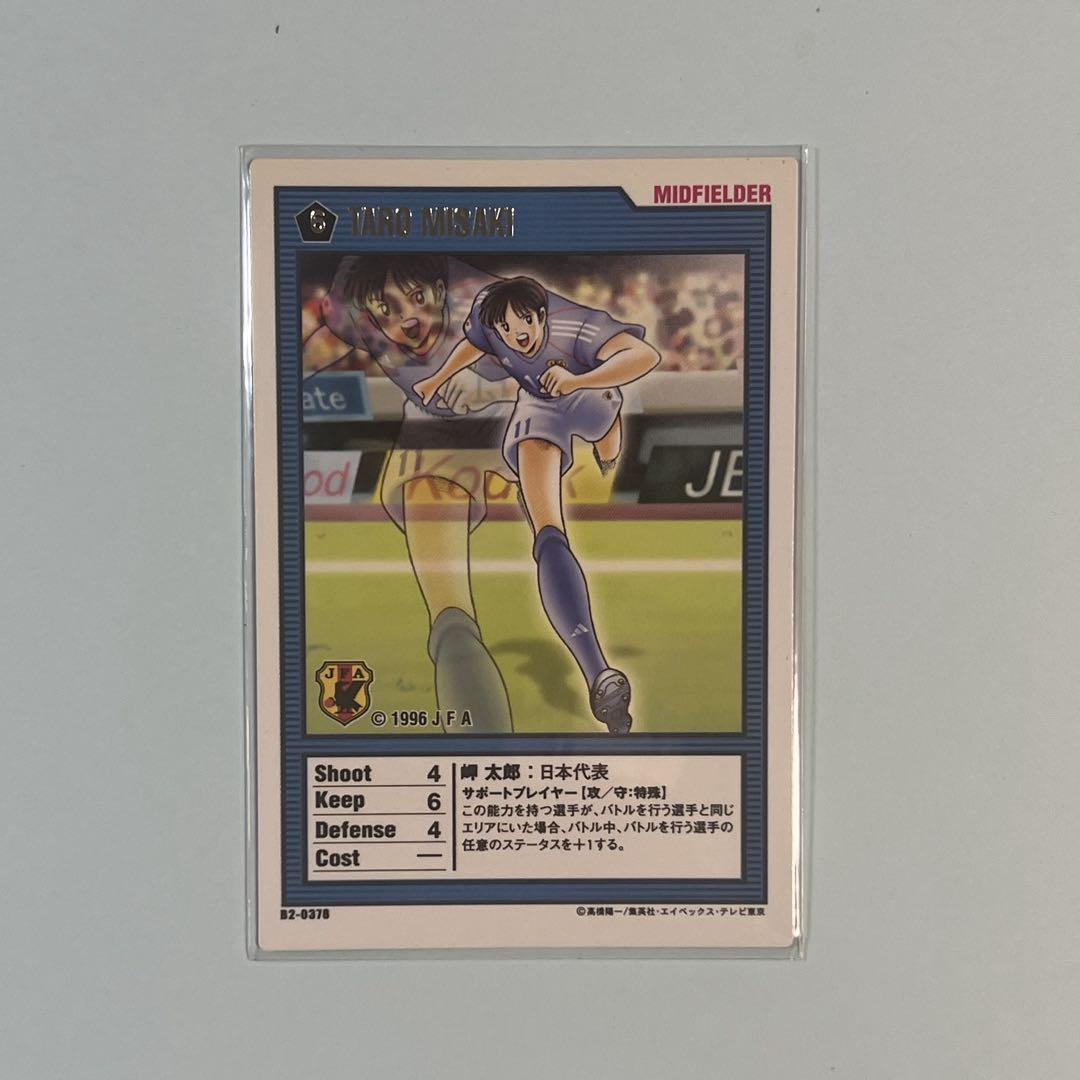 MIDFIELDER
6 TARO MISAKI
ate
11
od Kodak JE
JFA
© 1996 J F A
Shoot 4
Keep 6
Defense 4
Cost —
岬 太郎：日本代表
サポートプレイヤー【攻／守:特殊】
この能力を持つ選手が、バトルを行う選手と同じ
エリアにいた場合、バトル中、バトルを行う選手の
任意のステータスを＋1する。
B2-0378
©高橋陽一/集英社・エイベックス・テレビ東京